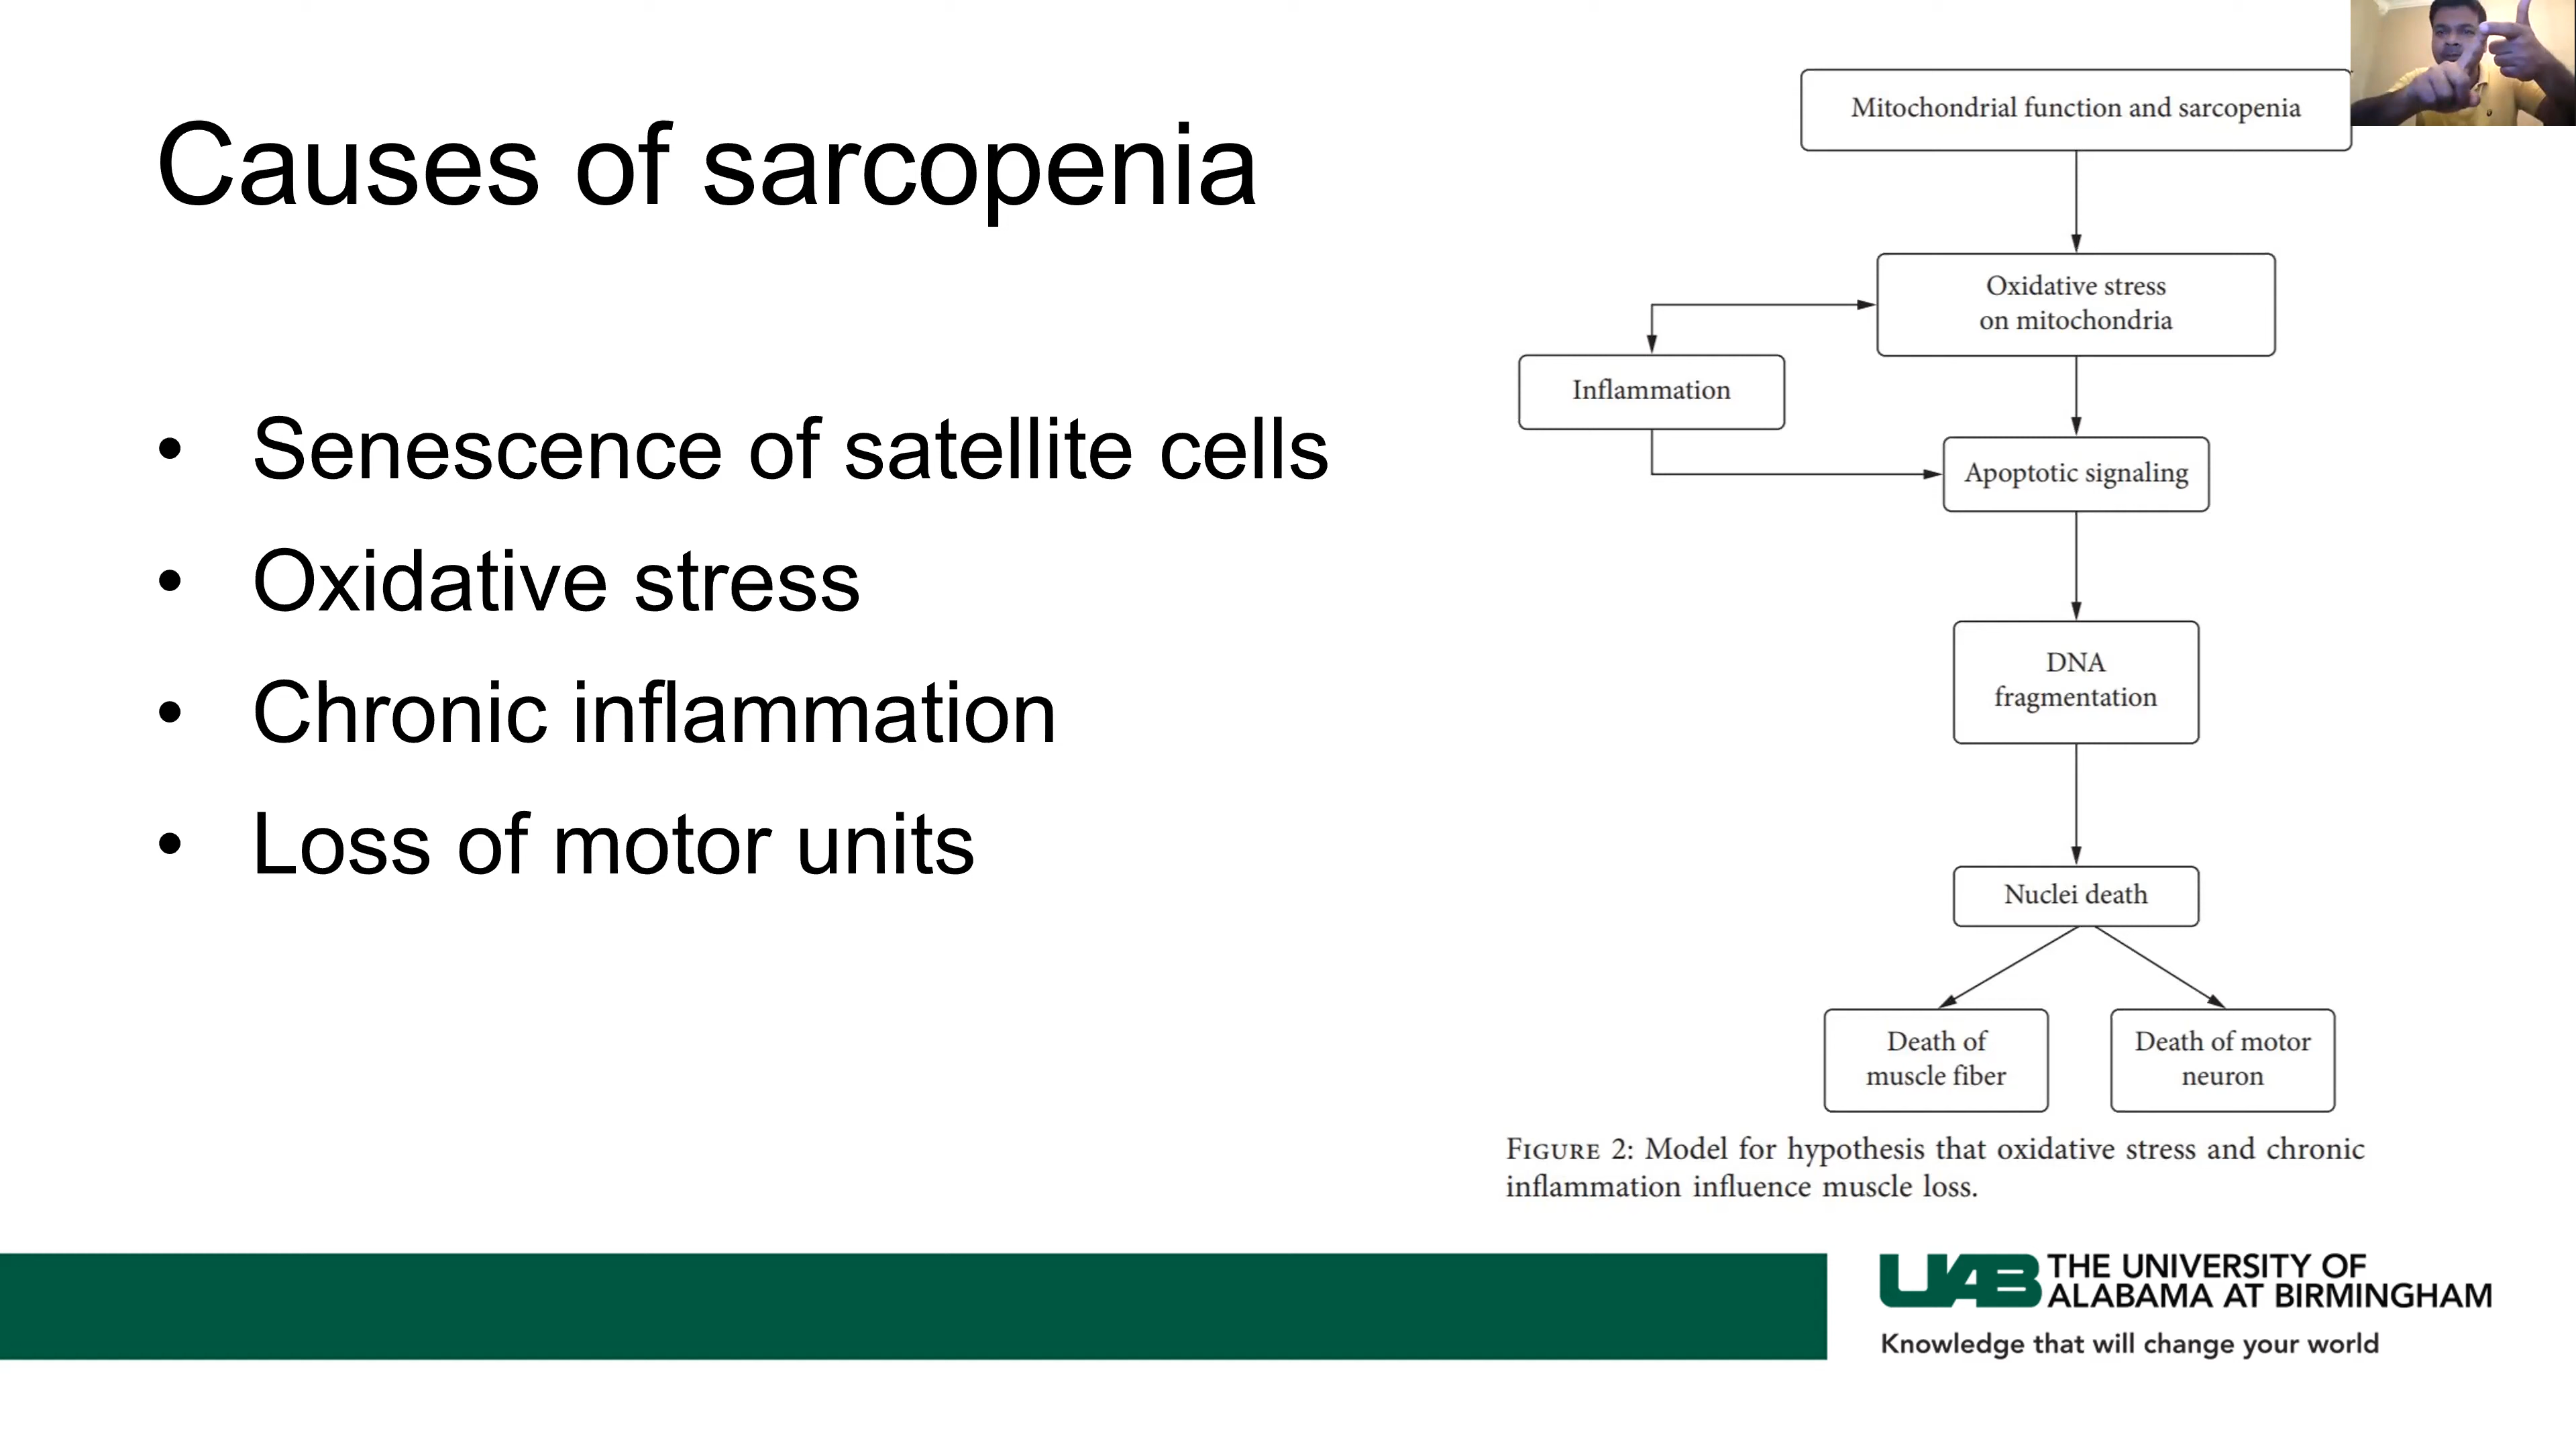 Causes of sarcopenia
• Senescence of satellite cells
• Oxidative stress
• Chronic inflammation
• Loss of motor units
Mitochondrial function and sarcopenia
Oxidative stress
on mitochondria
Inflammation
Apoptotic signaling
DNA
fragmentation
Nuclei death
Death of
muscle fiber
Death of motor
neuron
FIGURE 2: Model for hypothesis that oxidative stress and chronic
inflammation influence muscle loss.
UAB THE UNIVERSITY OF
ALABAMA AT BIRMINGHAM
Knowledge that will change your world